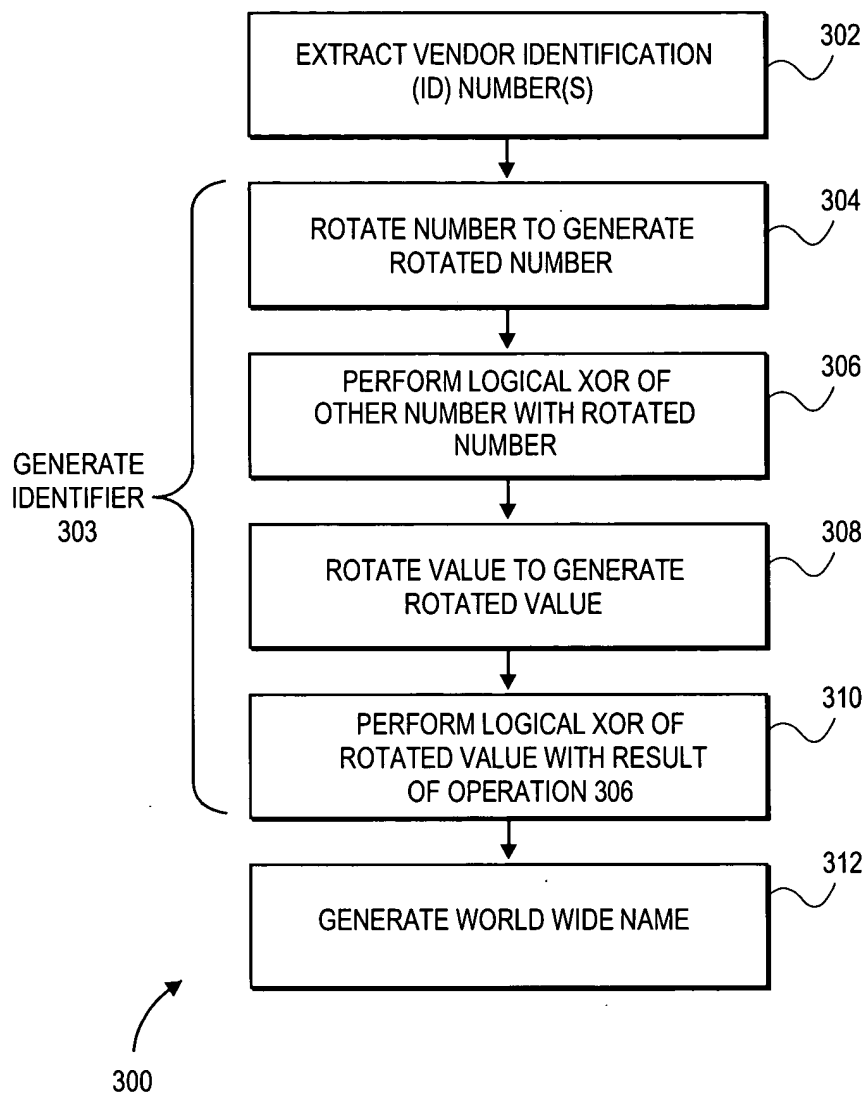 EXTRACT VENDOR IDENTIFICATION
(ID) NUMBER(S)
302
ROTATE NUMBER TO GENERATE
ROTATED NUMBER
304
PERFORM LOGICAL XOR OF
OTHER NUMBER WITH ROTATED
NUMBER
306
GENERATE
IDENTIFIER
303
ROTATE VALUE TO GENERATE
ROTATED VALUE
308
PERFORM LOGICAL XOR OF
ROTATED VALUE WITH RESULT
OF OPERATION 306
310
GENERATE WORLD WIDE NAME
312
300